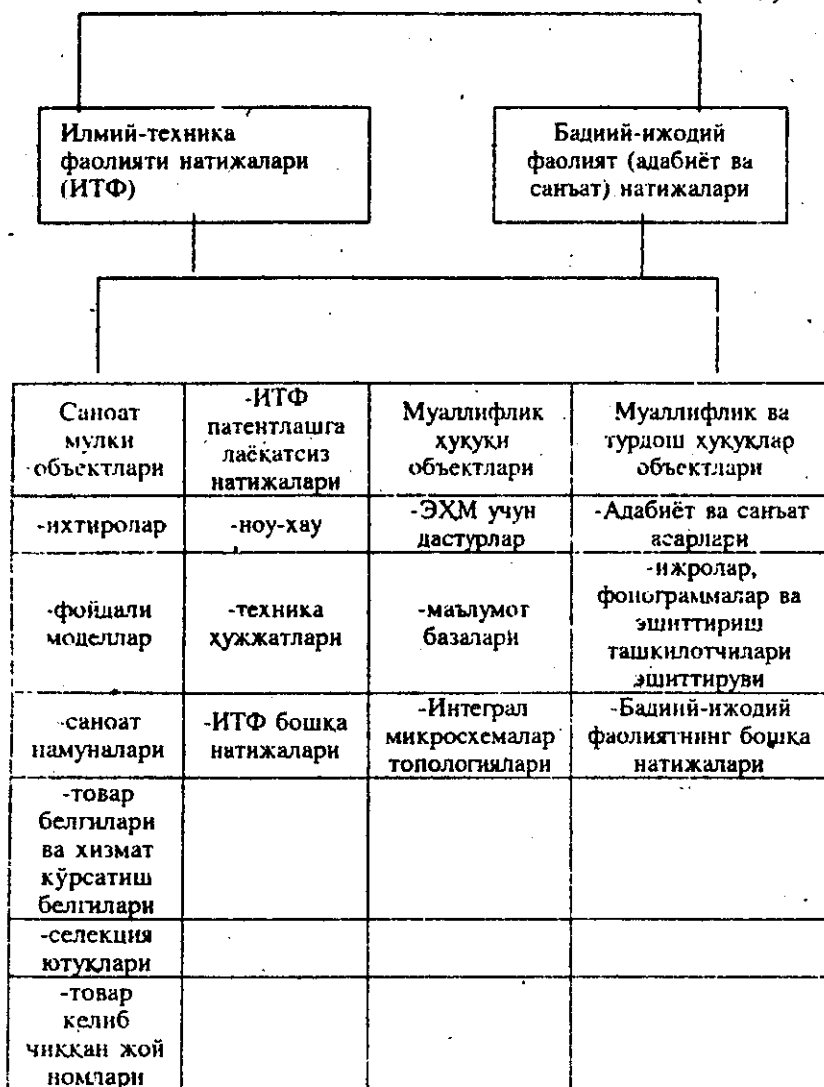 Илмий-техника
фаолияти натижалари
(ИТФ)
Бадиий-ижодий
фаолият (адабиёт ва
санъат) натижалари
Саноат
мулки
объектлари
-ИТФ
патентлашга
лаёқатсиз
натижалари
Муаллифлик
ҳуқуқи
объектлари
Муаллифлик ва
турдош ҳуқуқлар
объектлари
-ихтиролар
-ноу-хау
-ЭҲМ учун
дастурлар
-Адабиёт ва санъат
асарлари
-фойдали
моделлар
-техника
ҳужжатлари
-маълумот
базалари
-ижролар,
фонограммалар ва
эшиттириш
ташкилотчилари
эшиттируви
-саноат
намуналари
-ИТФ бошқа
натижалари
-Интеграл
микросхемалар
топологиялари
-Бадиий-ижодий
фаолиятнинг бошқа
натижалари
-товар
белгилари
ва хизмат
кўрсатиш
белгилари
-селекция
ютуқлари
-товар
келиб
чиққан жой
номлари